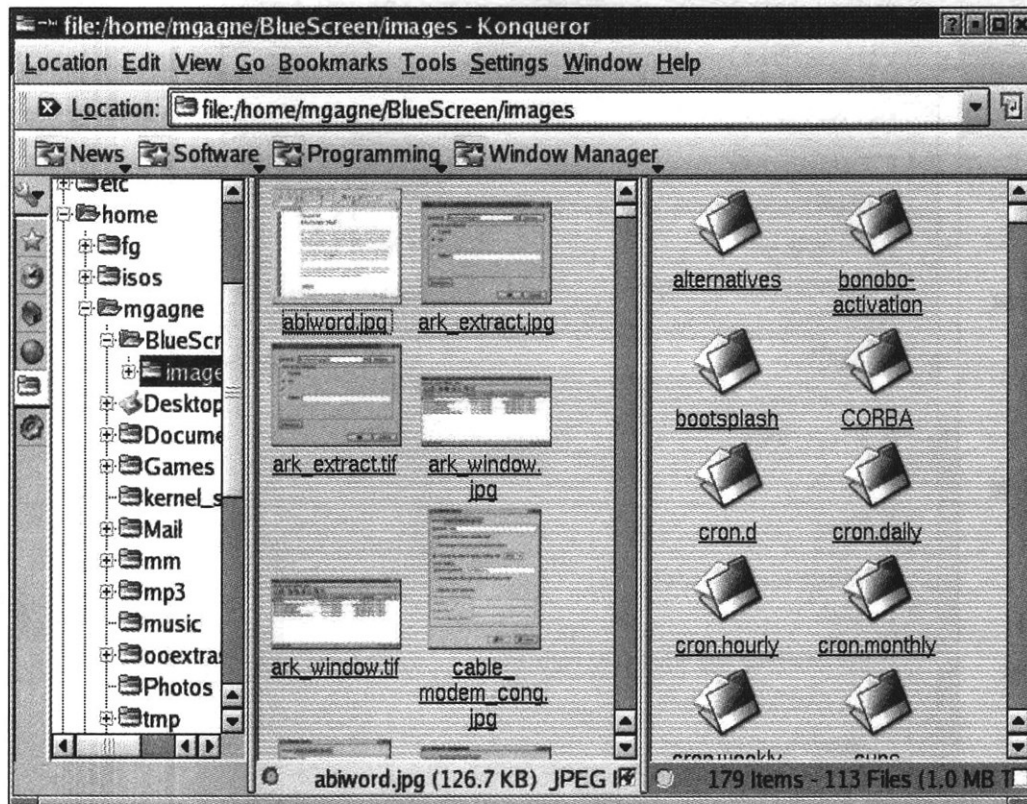 file:/home/mgagne/BlueScreen/images - Konqueror
Location Edit View Go Bookmarks Tools Settings Window Help
Location: file:/home/mgagne/BlueScreen/images
News Software Programming Window Manager
etc
home
fg
isos
mgagne
BlueScr
image
Desktop
Docume
Games
kernel_s
Mail
mm
mp3
music
ooextras
Photos
tmp
abiword.jpg
ark_extract.jpg
ark_extract.tif
ark_window.
jpg
ark_window.tif
cable_
modem_cong.
jpg
abiword.jpg (126.7 KB) JPEG I
alternatives
bonobo-
activation
bootsplash
CORBA
cron.d
cron.daily
cron.hourly
cron.monthly
cron.weekly
cups
179 Items - 113 Files (1.0 MB T